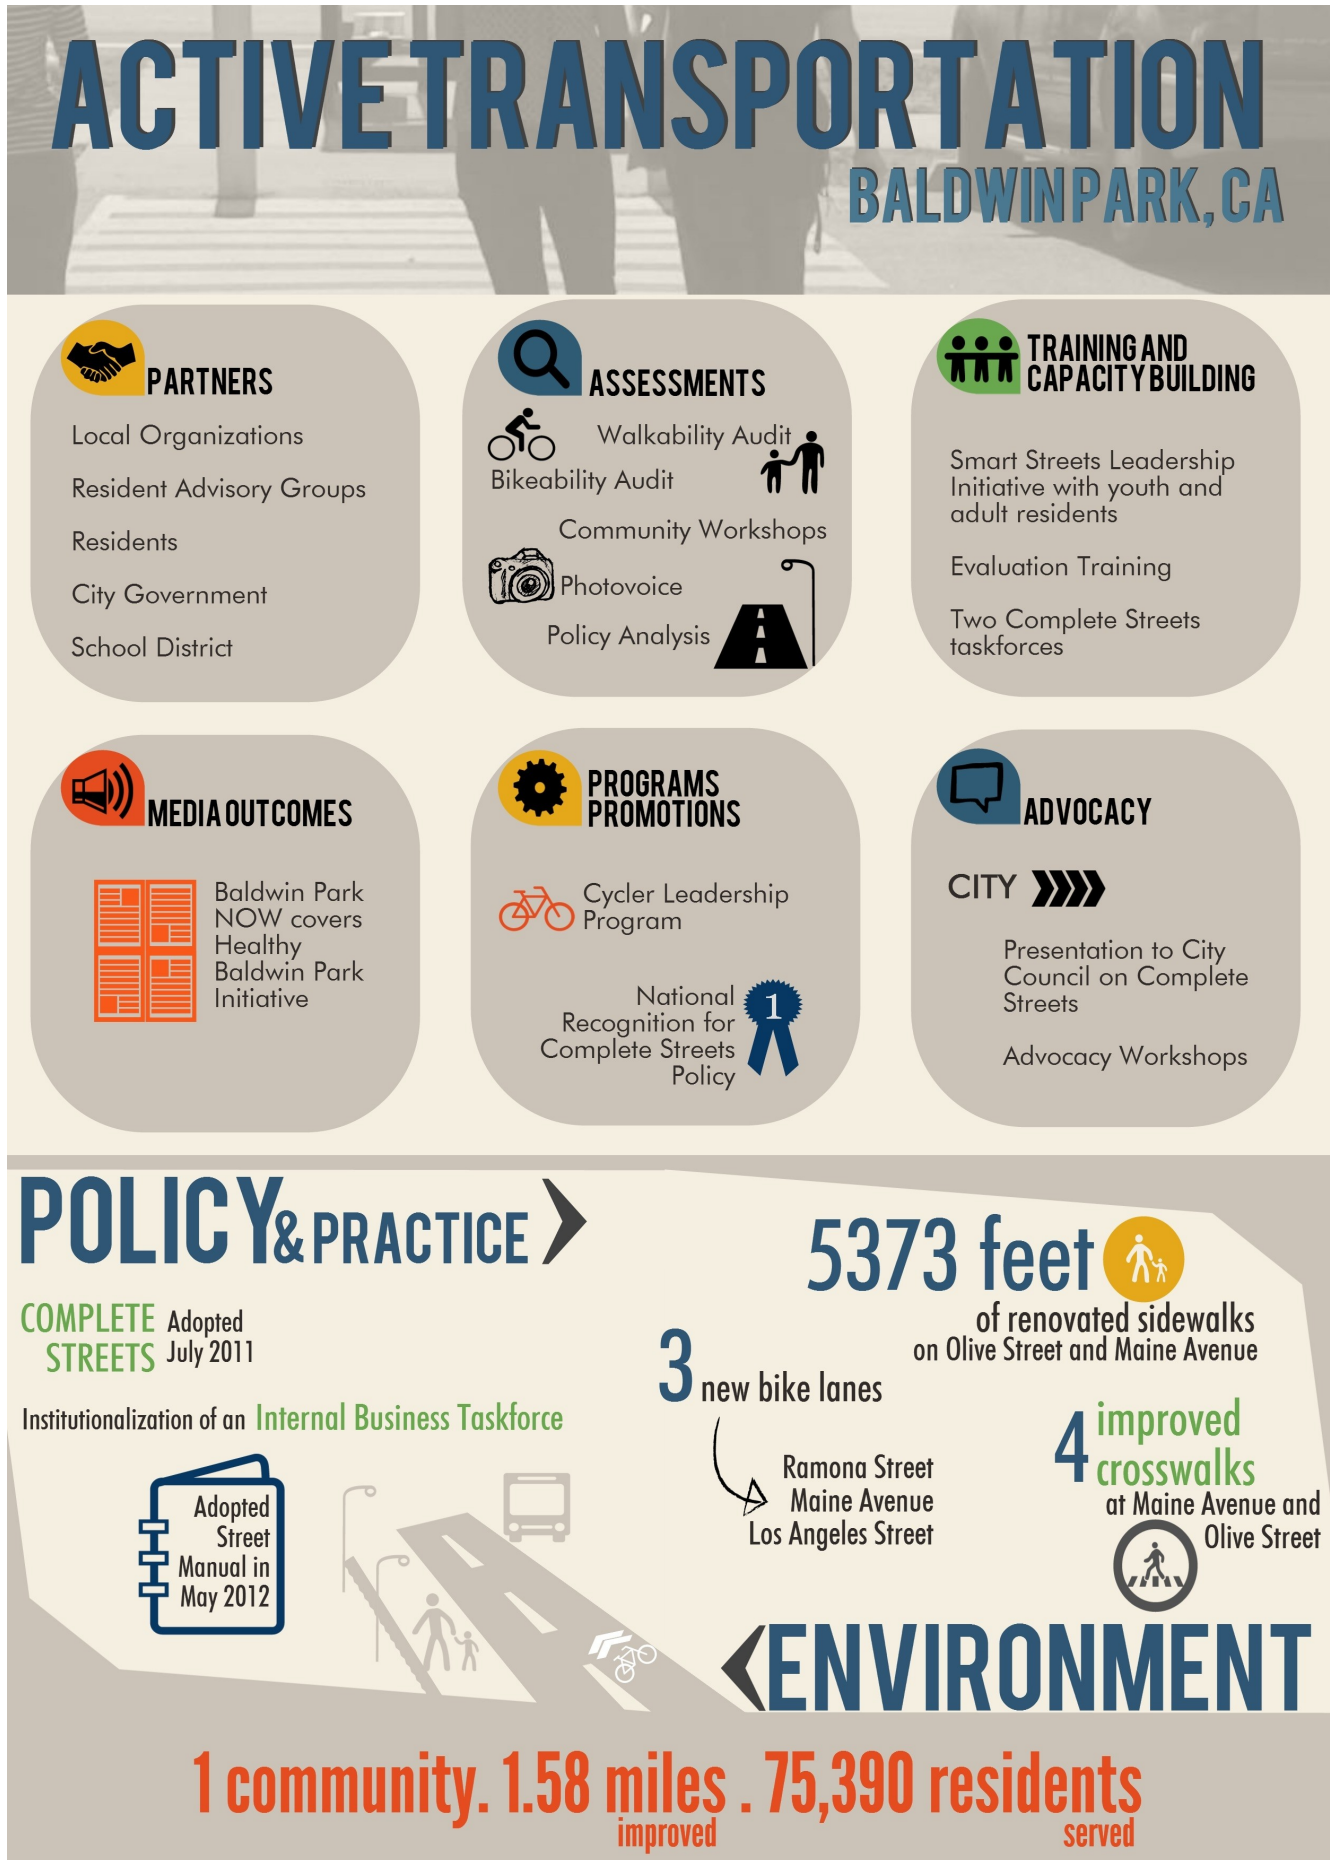 ACTIVE TRANSPORTATION
BALDWIN PARK, CA
PARTNERS
Local Organizations
Resident Advisory Groups
Residents
City Government
School District
ASSESSMENTS
Walkability Audit
Bikeability Audit
Community Workshops
Photovoice
Policy Analysis
TRAINING AND
CAPACITY BUILDING
Smart Streets Leadership
Initiative with youth and
adult residents
Evaluation Training
Two Complete Streets
taskforces
MEDIA OUTCOMES
Baldwin Park
NOW covers
Healthy
Baldwin Park
Initiative
PROGRAMS
PROMOTIONS
Cycler Leadership
Program
National
Recognition for
Complete Streets
Policy
1
ADVOCACY
CITY
Presentation to City
Council on Complete
Streets
Advocacy Workshops
POLICY & PRACTICE
COMPLETE
STREETS
Adopted
July 2011
Institutionalization of an Internal Business Taskforce
Adopted
Street
Manual in
May 2012
5373 feet
of renovated sidewalks
on Olive Street and Maine Avenue
3 new bike lanes
Ramona Street
Maine Avenue
Los Angeles Street
4 improved
crosswalks
at Maine Avenue and
Olive Street
ENVIRONMENT
1 community. 1.58 miles . 75,390 residents
improved served